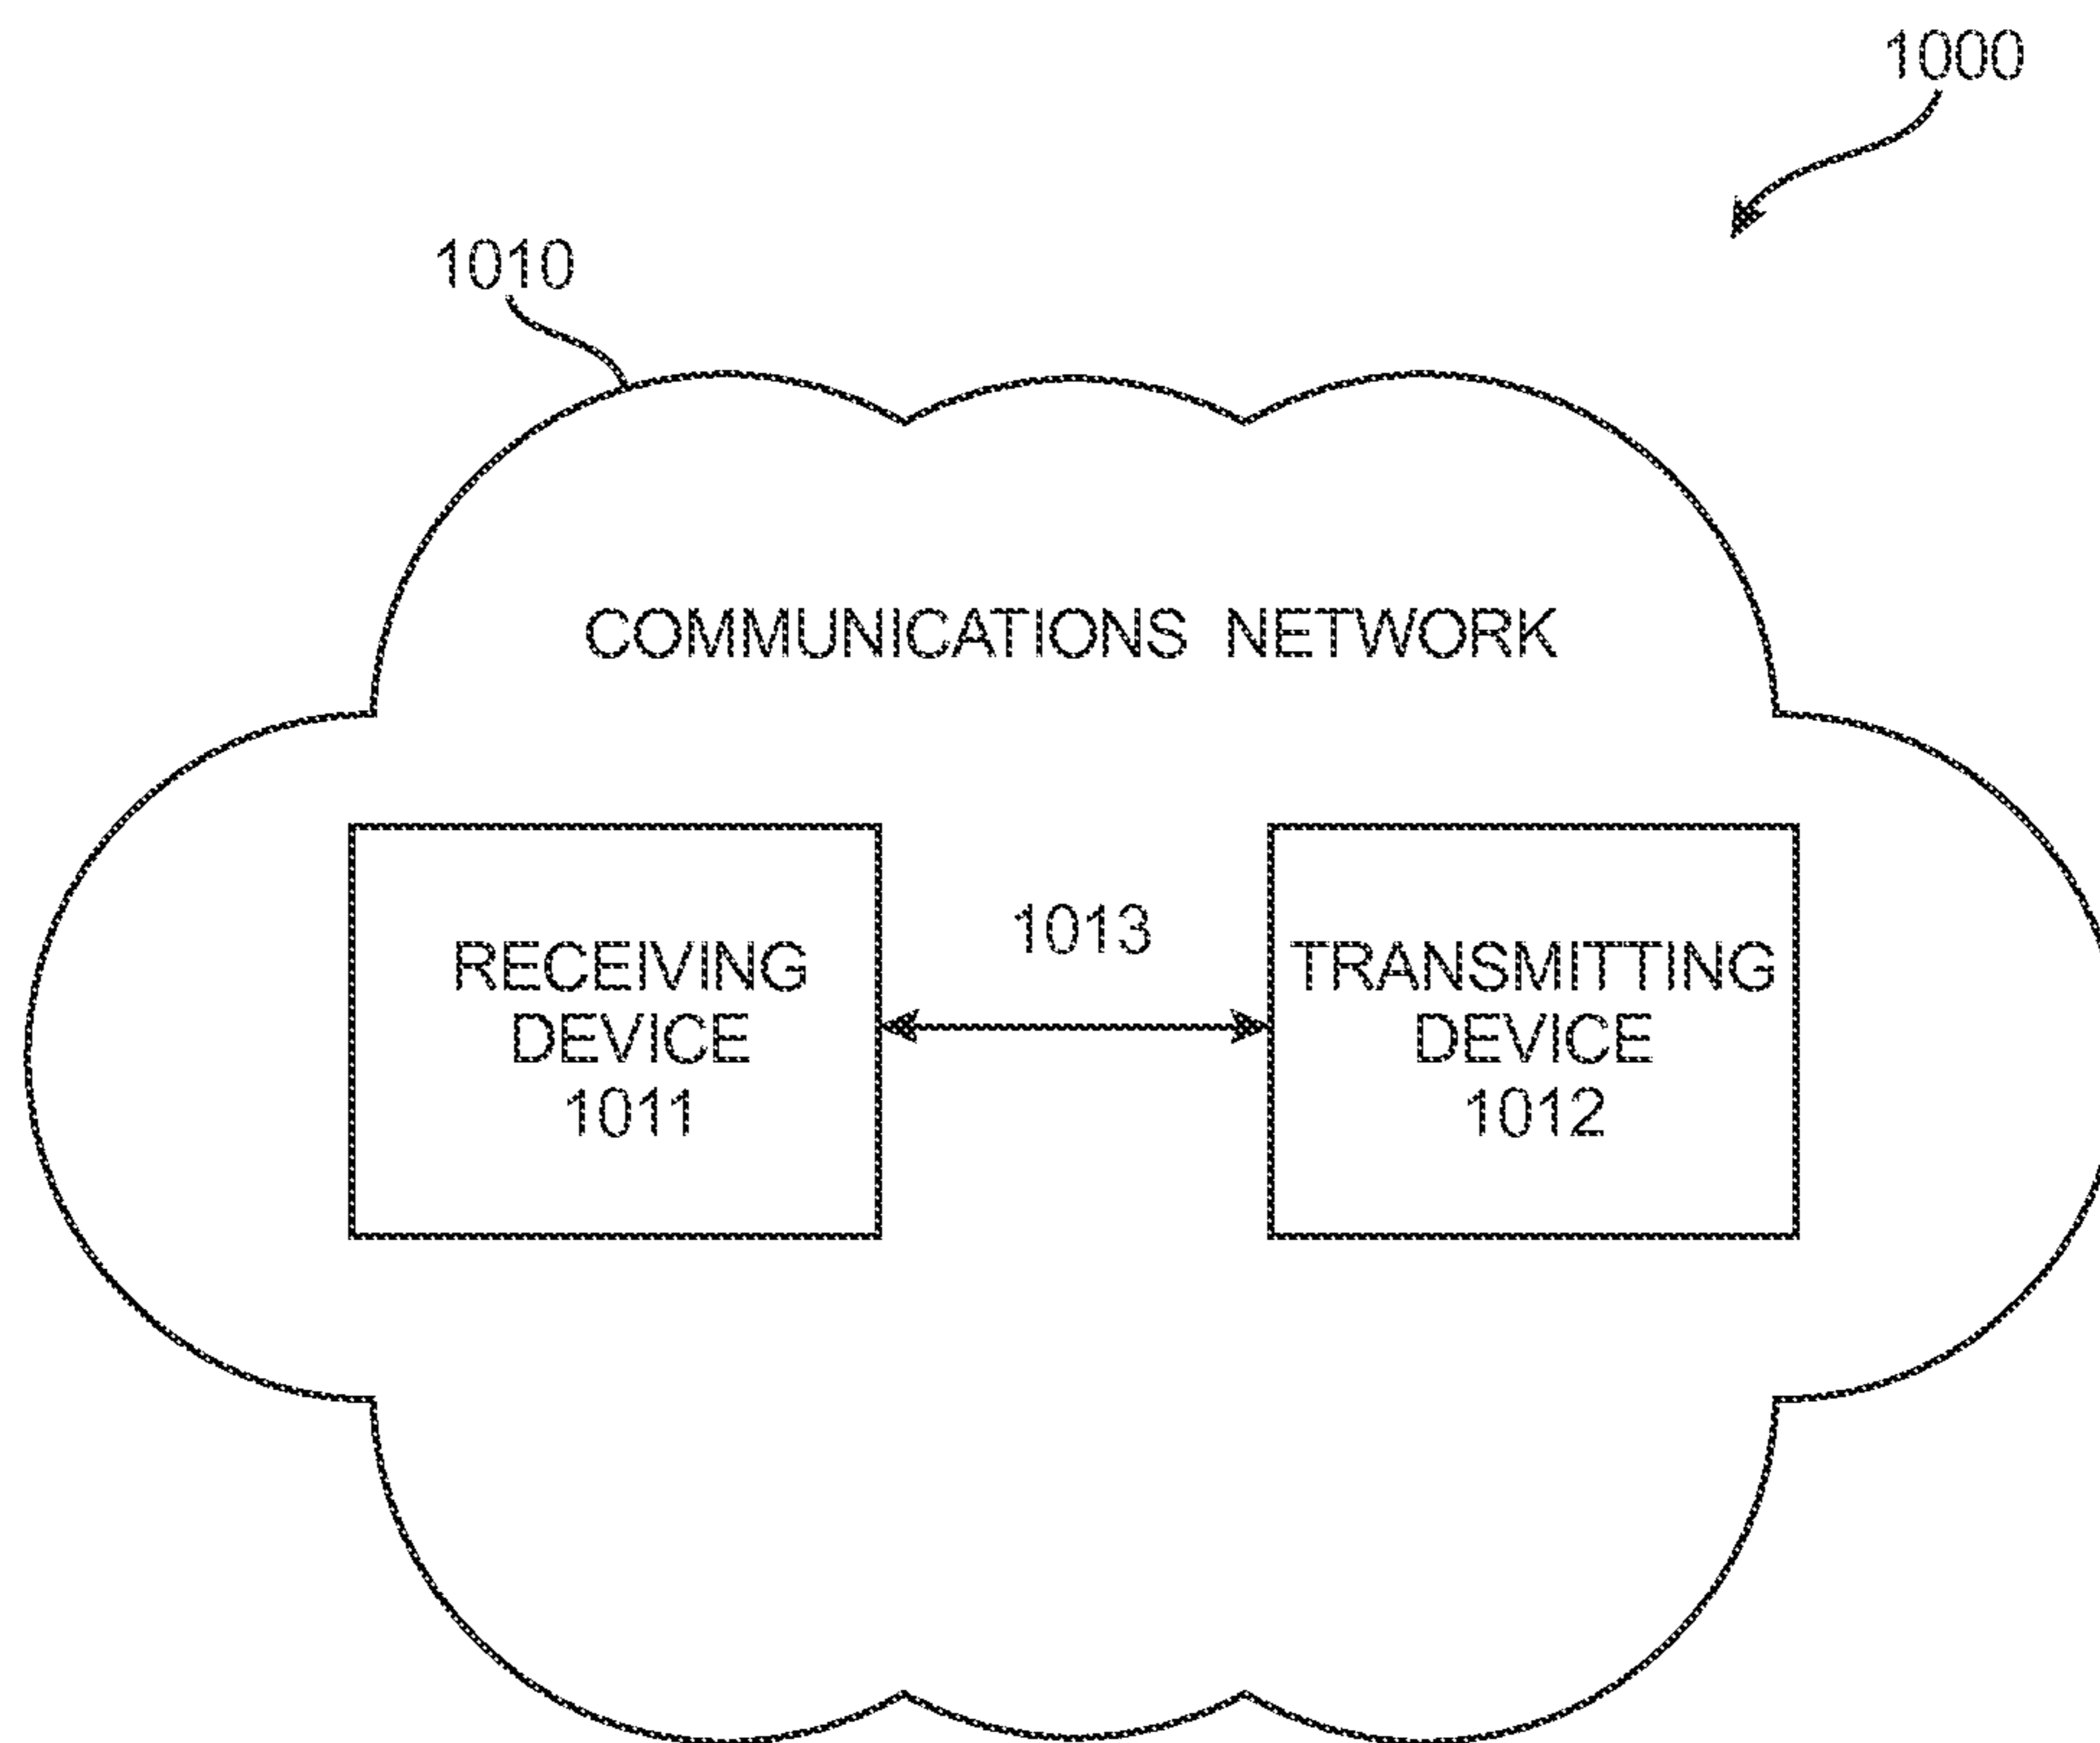 1000
1010
COMMUNICATIONS NETWORK
RECEIVING
DEVICE
1011
1013
TRANSMITTING
DEVICE
1012